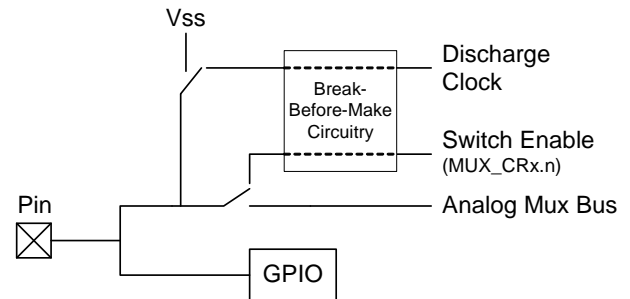 Vss
Discharge
Clock
Break-
Before-Make
Circuitry
Switch Enable
(MUX_CRx.n)
Pin
Analog Mux Bus
GPIO